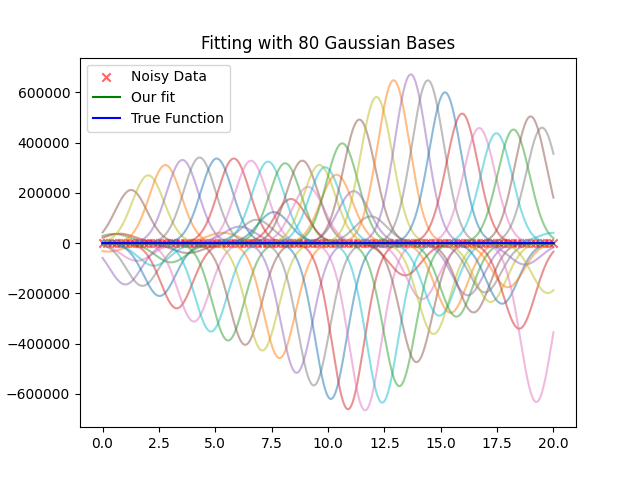 Fitting with 80 Gaussian Bases
Noisy Data
Our fit
True Function
600000
400000
200000
0
−200000
−400000
−600000
0.0 2.5 5.0 7.5 10.0 12.5 15.0 17.5 20.0